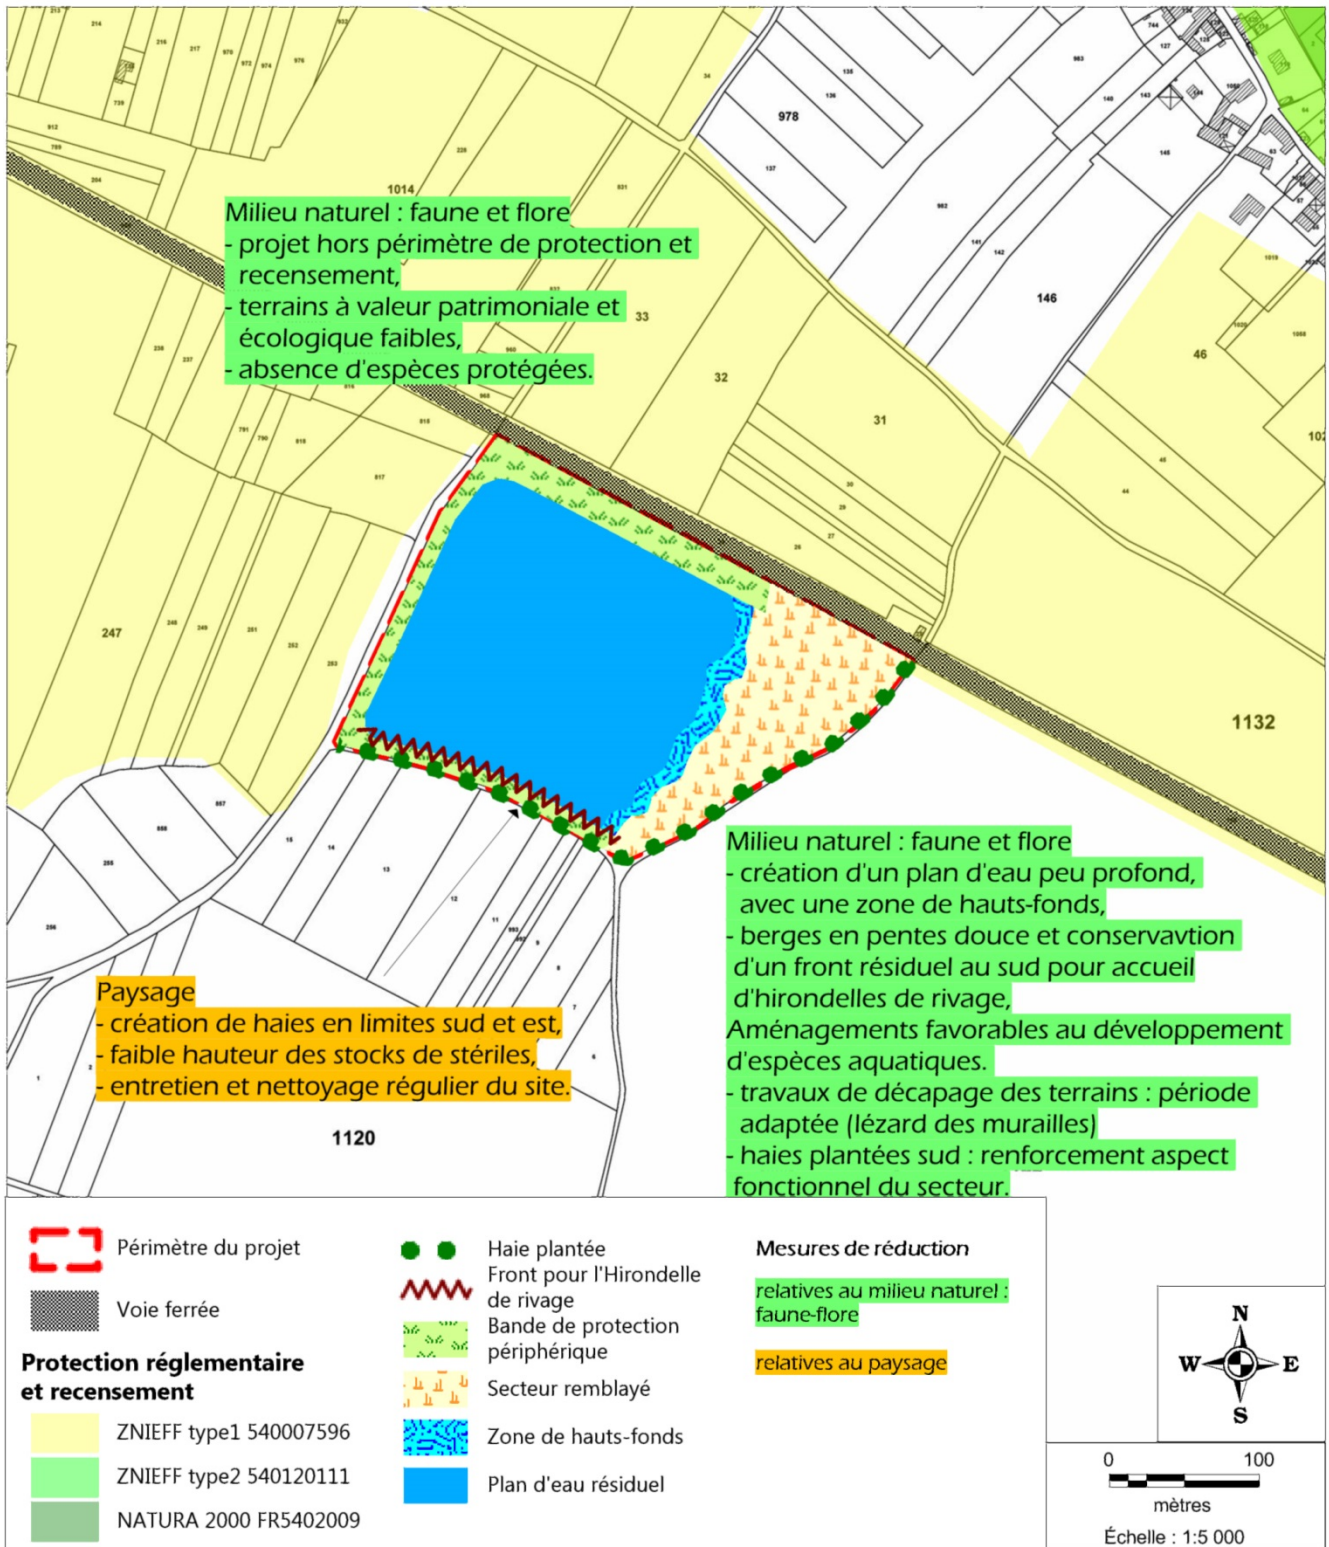 978
1014
33
32
31
146
46
247
1132
1120
Milieu naturel : faune et flore
- projet hors périmètre de protection et
recensement,
- terrains à valeur patrimoniale et
écologique faibles,
- absence d'espèces protégées.
Milieu naturel : faune et flore
- création d'un plan d'eau peu profond,
avec une zone de hauts-fonds,
- berges en pentes douce et conservavtion
d'un front résiduel au sud pour accueil
d'hirondelles de rivage,
Aménagements favorables au développement
d'espèces aquatiques.
- travaux de décapage des terrains : période
adaptée (lézard des murailles)
- haies plantées sud : renforcement aspect
fonctionnel du secteur.
Paysage
- création de haies en limites sud et est,
- faible hauteur des stocks de stériles,
- entretien et nettoyage régulier du site.
Périmètre du projet
Voie ferrée
Protection réglementaire
et recensement
ZNIEFF type1 540007596
ZNIEFF type2 540120111
NATURA 2000 FR5402009
Haie plantée
Front pour l'Hirondelle
de rivage
Bande de protection
périphérique
Secteur remblayé
Zone de hauts-fonds
Plan d'eau résiduel
Mesures de réduction
relatives au milieu naturel :
faune-flore
relatives au paysage
N
W E
S
0 100
mètres
Échelle : 1:5 000